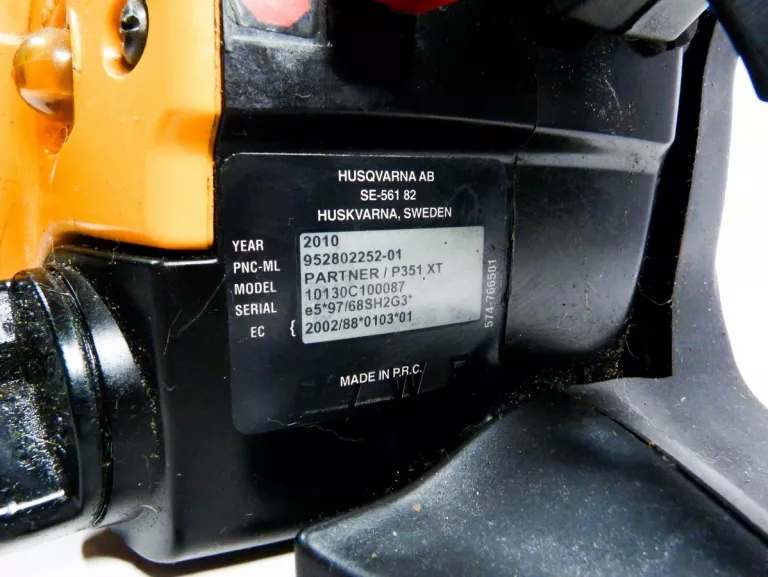 HUSQVARNA AB
SE-561 82
HUSKVARNA, SWEDEN
YEAR 2010
PNC-ML 952802252-01
MODEL PARTNER / P351 XT
SERIAL 10130C100087
EC { e5*97/68SH2G3*
2002/88*0103*01
574-766501
MADE IN P.R.C.